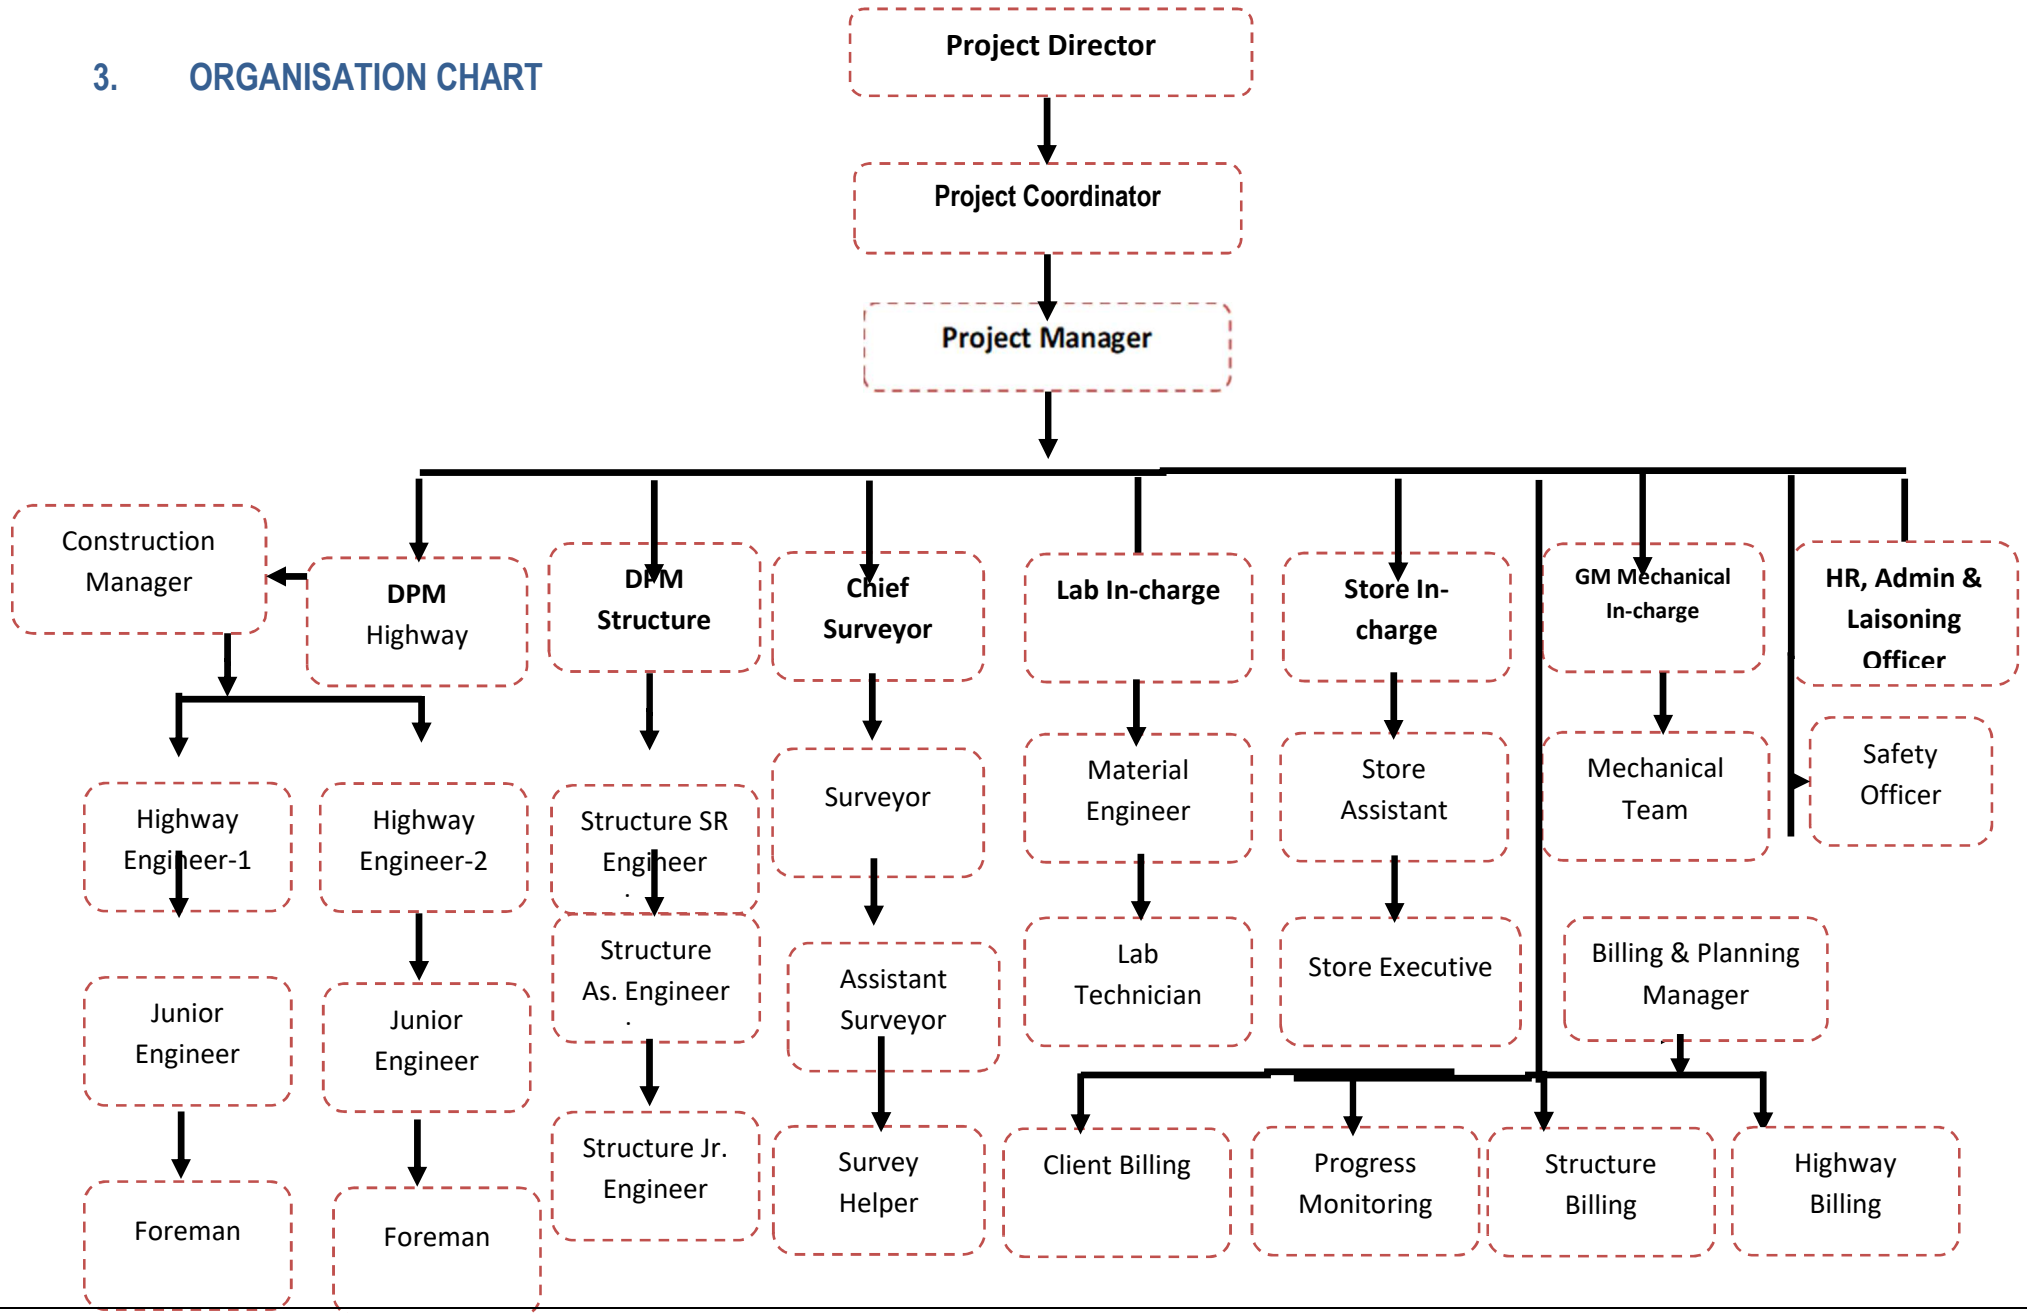 3. ORGANISATION CHART
Project Director
Project Coordinator
Project Manager
Construction
Manager
DPM
Highway
DPM
Structure
Chief
Surveyor
Lab In-charge
Store In-
charge
GM Mechanical
In-charge
HR, Admin &
Laisoning
Officer
Highway
Engineer-1
Highway
Engineer-2
Structure SR
Engineer
.
Surveyor
Material
Engineer
Store
Assistant
Mechanical
Team
Safety
Officer
Junior
Engineer
Junior
Engineer
Structure
As. Engineer
.
Assistant
Surveyor
Lab
Technician
Store Executive
Billing & Planning
Manager
Foreman
Foreman
Structure Jr.
Engineer
Survey
Helper
Client Billing
Progress
Monitoring
Structure
Billing
Highway
Billing